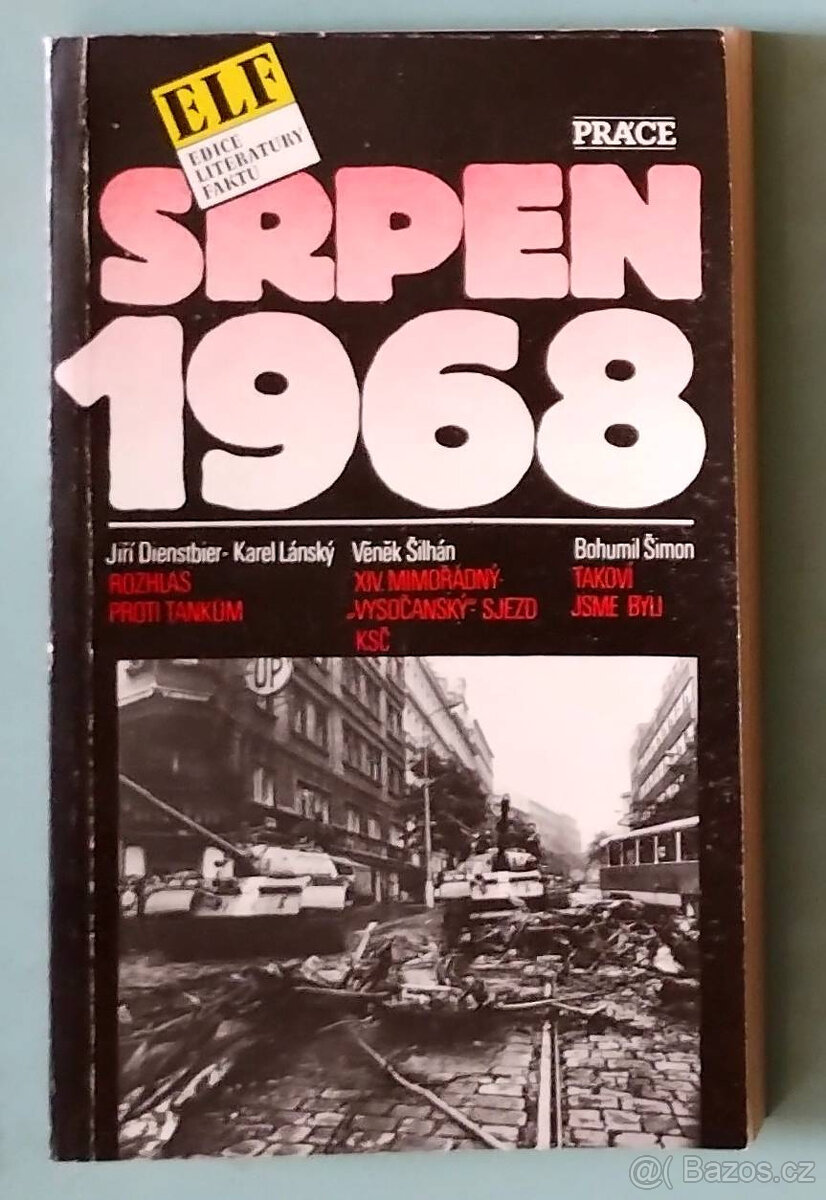 ELF
EDICE
LITERATURY
FAKTU
PRÁCE
SRPEN
1968
Jiří Dienstbier - Karel Lánský
ROZHLAS
PROTI TANKŮM
Věněk Šilhán
XIV. MIMOŘÁDNÝ
„VYSOČANSKÝ“ SJEZD
KSČ
Bohumil Šimon
TAKOVÍ
JSME BYLI
UP
@( Bazos.cz